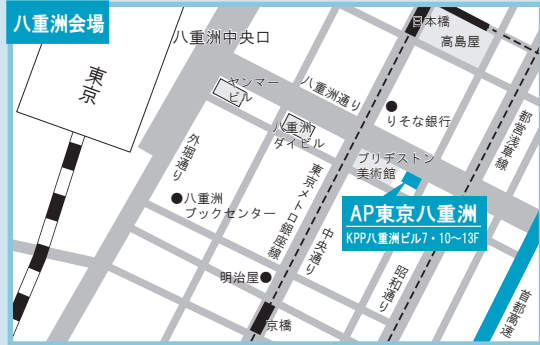 八重洲会場
八重洲中央口
東京
ヤンマー
ビル
八重洲
ダイビル
八重洲通り
日本橋
高島屋
りそな銀行
都営浅草線
ブリヂストン
美術館
外堀通り
八重洲
ブックセンター
東京メトロ銀座線
中央通り
昭和通り
AP東京八重洲
KPP八重洲ビル7・10〜13F
明治屋
京橋
首都高速